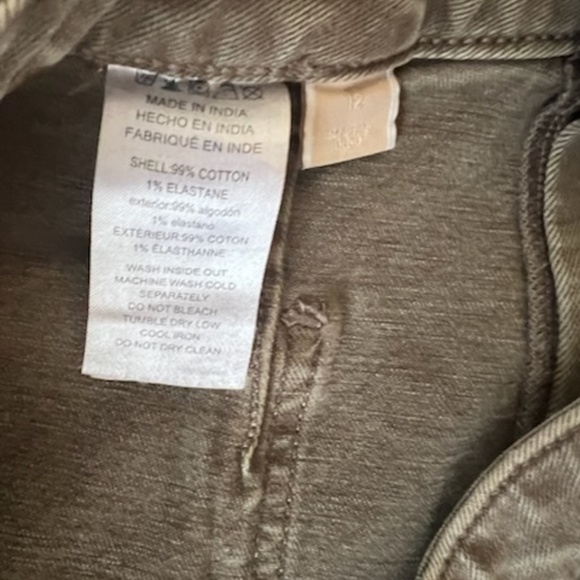 MADE IN INDIA
HECHO EN INDIA
FABRIQUÉ EN INDE
SHELL:99% COTTON
1% ELASTANE
exterior:99% algodón
1% elastano
EXTÉRIEUR:99% COTON
1% ÉLASTHANNE
WASH INSIDE OUT
MACHINE WASH COLD
SEPARATELY
DO NOT BLEACH
TUMBLE DRY LOW
COOL IRON
DO NOT DRY CLEAN
12